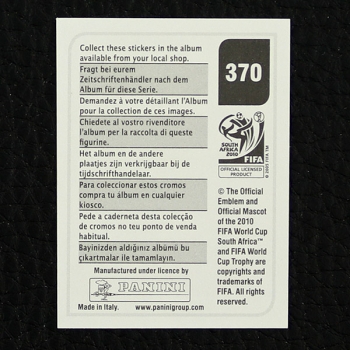 Collect these stickers in the album
available from your local shop.
Fragt bei eurem
Zeitschriftenhändler nach dem
Album für diese Serie.
Demandez à votre détaillant l'Album
pour la collection de ces images.
Chiedete al vostro rivenditore
l'album per la raccolta di queste
figurine.
Het album en de andere
plaatjes zijn verkrijgbaar bij de
tijdschrifthandelaar.
Para coleccionar estos cromos
compra tu álbum en cualquier
kiosco.
Pede a caderneta desta colecção
de cromos no teu ponto de venda
habitual.
Bayinizden aldığınız albümü bu
çıkartmalar ile tamamlayın.
Manufactured under licence by
PANINI
Made in Italy. www.paninigroup.com
370
SOUTH
AFRICA
2010
FIFA
OFFICIAL LICENSED
PRODUCT
© 2005 FIFA TM
© The Official
Emblem and
Official Mascot
of the 2010
FIFA World Cup
South Africa™
and FIFA World
Cup Trophy are
copyrights and
trademarks of
FIFA. All rights
reserved.